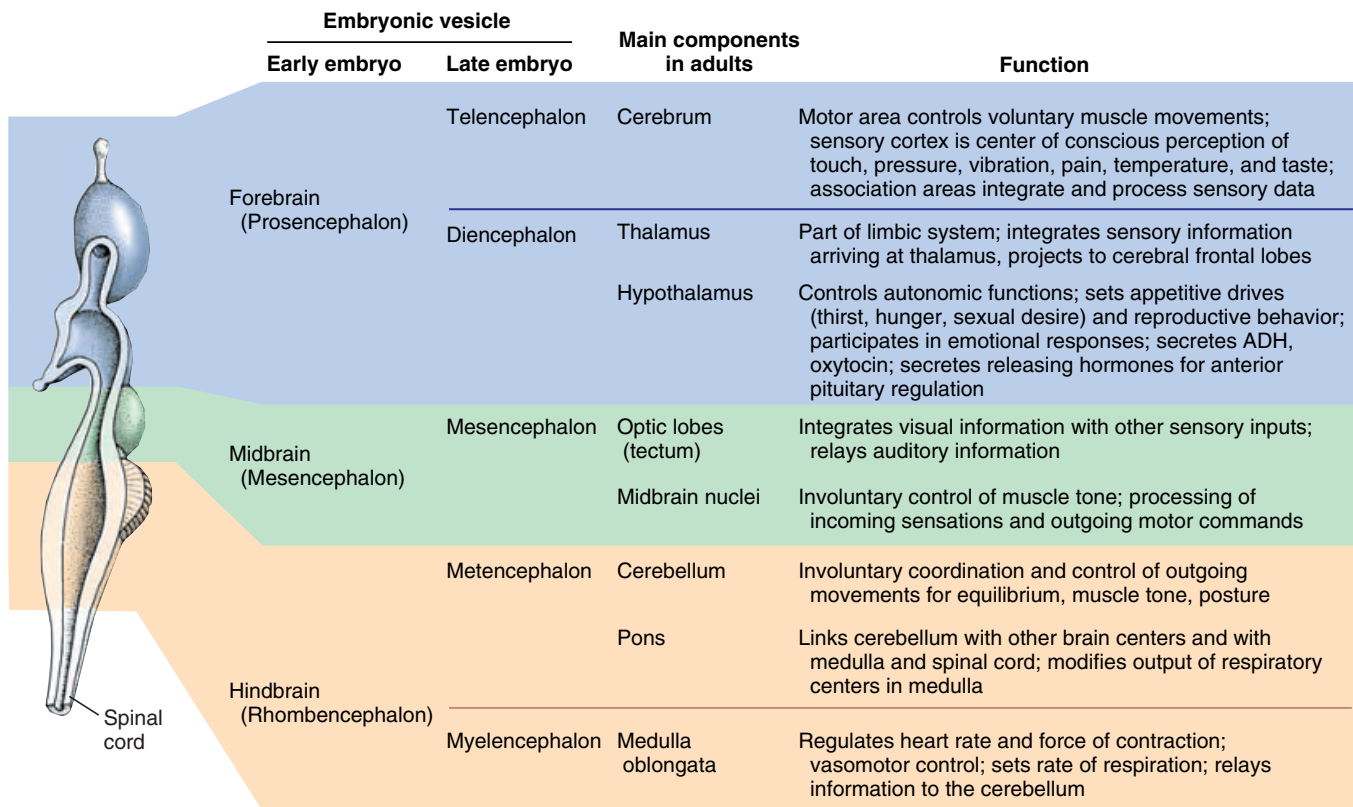 Embryonic vesicle
Early embryo
Late embryo
Main components
in adults
Function
Forebrain
(Prosencephalon)
Telencephalon
Cerebrum
Motor area controls voluntary muscle movements;
sensory cortex is center of conscious perception of
touch, pressure, vibration, pain, temperature, and taste;
association areas integrate and process sensory data
Diencephalon
Thalamus
Part of limbic system; integrates sensory information
arriving at thalamus, projects to cerebral frontal lobes
Hypothalamus
Controls autonomic functions; sets appetitive drives
(thirst, hunger, sexual desire) and reproductive behavior;
participates in emotional responses; secretes ADH,
oxytocin; secretes releasing hormones for anterior
pituitary regulation
Midbrain
(Mesencephalon)
Mesencephalon
Optic lobes
(tectum)
Integrates visual information with other sensory inputs;
relays auditory information
Midbrain nuclei
Involuntary control of muscle tone; processing of
incoming sensations and outgoing motor commands
Hindbrain
(Rhombencephalon)
Metencephalon
Cerebellum
Involuntary coordination and control of outgoing
movements for equilibrium, muscle tone, posture
Pons
Links cerebellum with other brain centers and with
medulla and spinal cord; modifies output of respiratory
centers in medulla
Myelencephalon
Medulla
oblongata
Regulates heart rate and force of contraction;
vasomotor control; sets rate of respiration; relays
information to the cerebellum
Spinal
cord